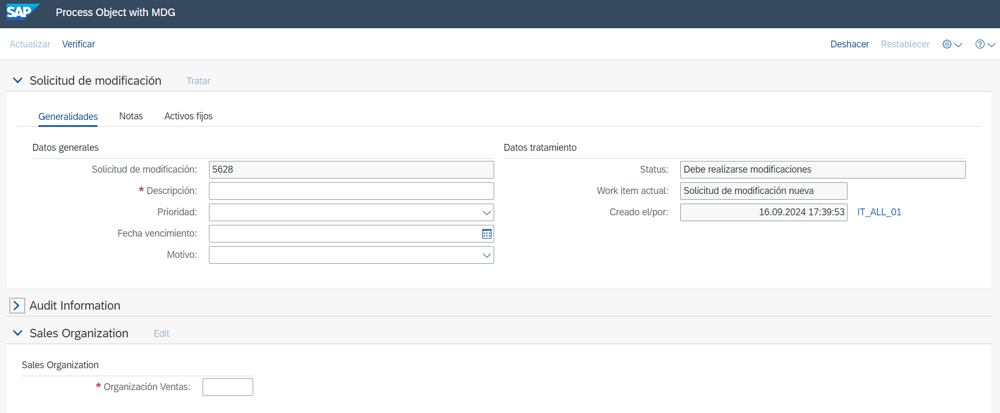 SAP Process Object with MDG
Actualizar Verificar Deshacer Restablecer
Solicitud de modificación Tratar
Generalidades Notas Activos fijos
Datos generales Datos tratamiento
Solicitud de modificación: 5628 Status: Debe realizarse modificaciones
* Descripción: Work item actual: Solicitud de modificación nueva
Prioridad: Creado el/por: 16.09.2024 17:39:53 IT_ALL_01
Fecha vencimiento:
Motivo:
Audit Information
Sales Organization Edit
Sales Organization
* Organización Ventas: